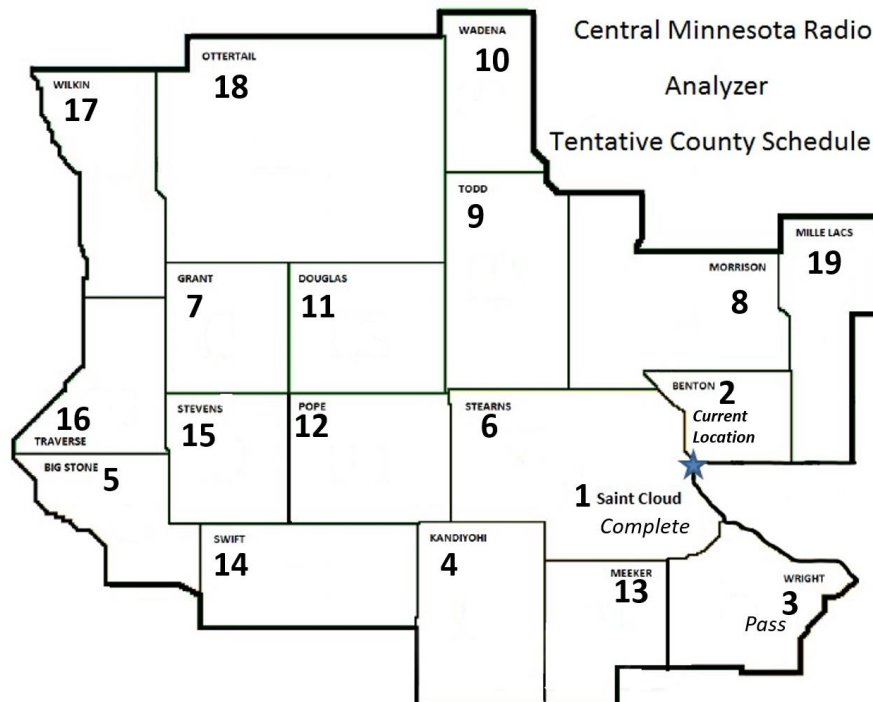 Central Minnesota Radio
Analyzer
Tentative County Schedule
WADENA
10
OTTERTAIL
18
WILKIN
17
TODD
9
MILLE LACS
19
MORRISON
8
GRANT
7
DOUGLAS
11
BENTON 2
Current
Location
STEVENS
15
POPE
12
STEARNS
6
16
TRAVERSE
BIG STONE 5
1 Saint Cloud
Complete
SWIFT
14
KANDIYOHI
4
MEEKER
13
WRIGHT
3
Pass